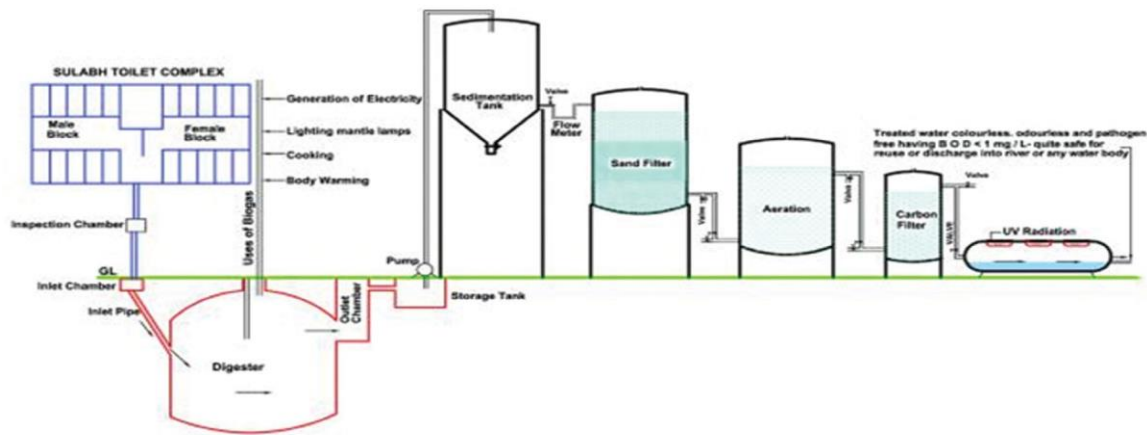 SULABH TOILET COMPLEX
Male
Block
Female
Block
Generation of Electricity
Lighting mantle lamps
Cooking
Body Warming
Uses of Biogas
Inspection Chamber
GL
Inlet Chamber
Inlet Pipe
Digester
Outlet
Chamber
Pump
Storage Tank
Sedimentation
Tank
Valve
Flow
Meter
Sand Filter
Valve
Aeration
Valve
Carbon
Filter
Valve
VALVE
Treated water colourless, odourless and pathogen
free having B O D < 1 mg / L- quite safe for
reuse or discharge into river or any water body
UV Radiation